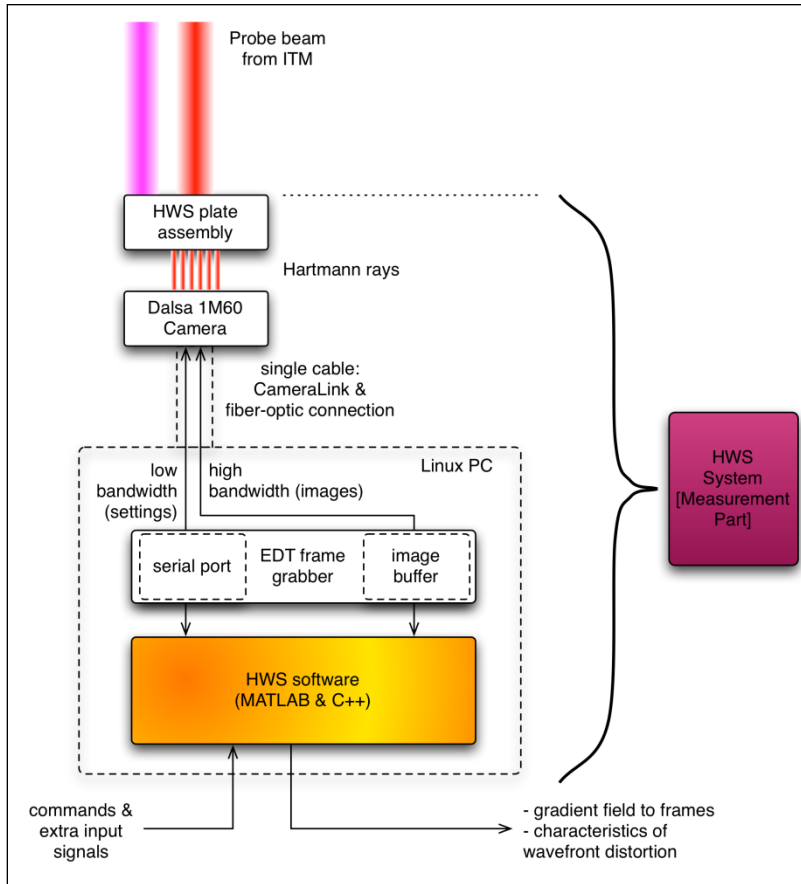 Probe beam
from ITM
HWS plate
assembly
Hartmann rays
Dalsa 1M60
Camera
single cable:
CameraLink &
fiber-optic connection
Linux PC
low
bandwidth
(settings)
high
bandwidth (images)
serial port
EDT frame
grabber
image
buffer
HWS software
(MATLAB & C++)
commands &
extra input
signals
- gradient field to frames
- characteristics of
wavefront distortion
HWS
System
[Measurement
Part]